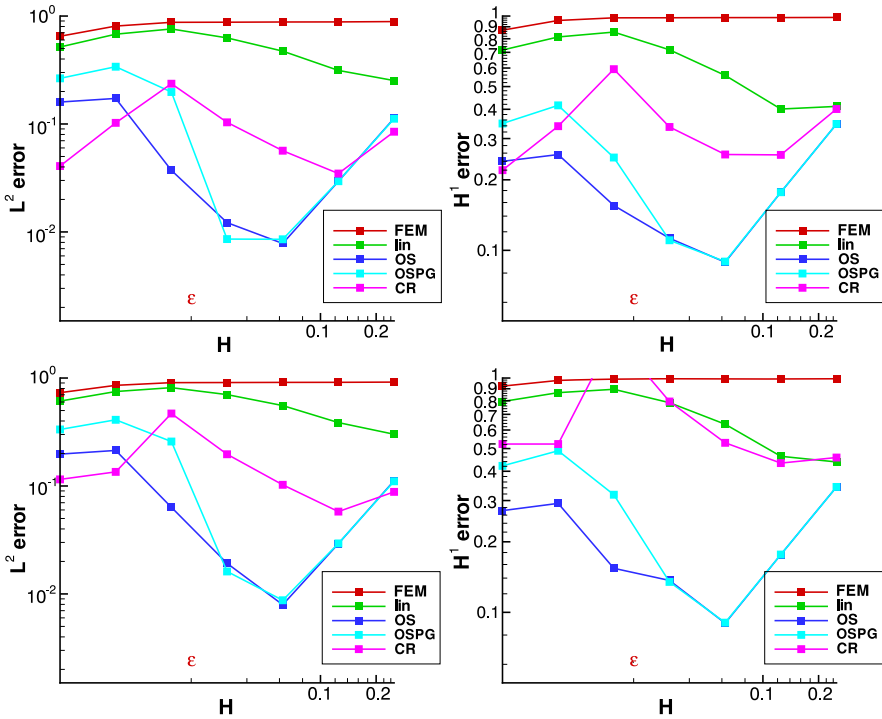 10⁰
10⁻¹
10⁻²
L² error
FEM
lin
OS
OSPG
CR
ε
0.1
0.2
H
1
0.9
0.8
0.7
0.6
0.5
0.4
0.3
0.2
0.1
H¹ error
FEM
lin
OS
OSPG
CR
ε
0.1
0.2
H
10⁰
10⁻¹
10⁻²
L² error
FEM
lin
OS
OSPG
CR
ε
0.1
0.2
H
1
0.9
0.8
0.7
0.6
0.5
0.4
0.3
0.2
0.1
H¹ error
FEM
lin
OS
OSPG
CR
ε
0.1
0.2
H